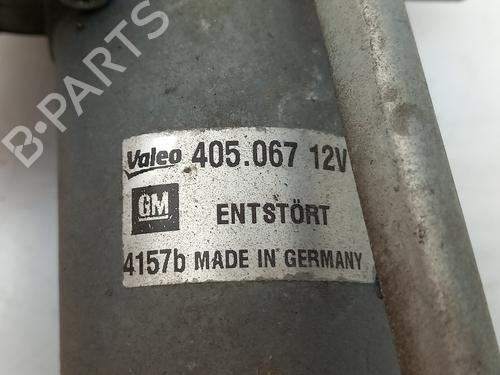 B-PARTS
Valeo 405.067 12V
GM ENTSTÖRT
4157b MADE IN GERMANY